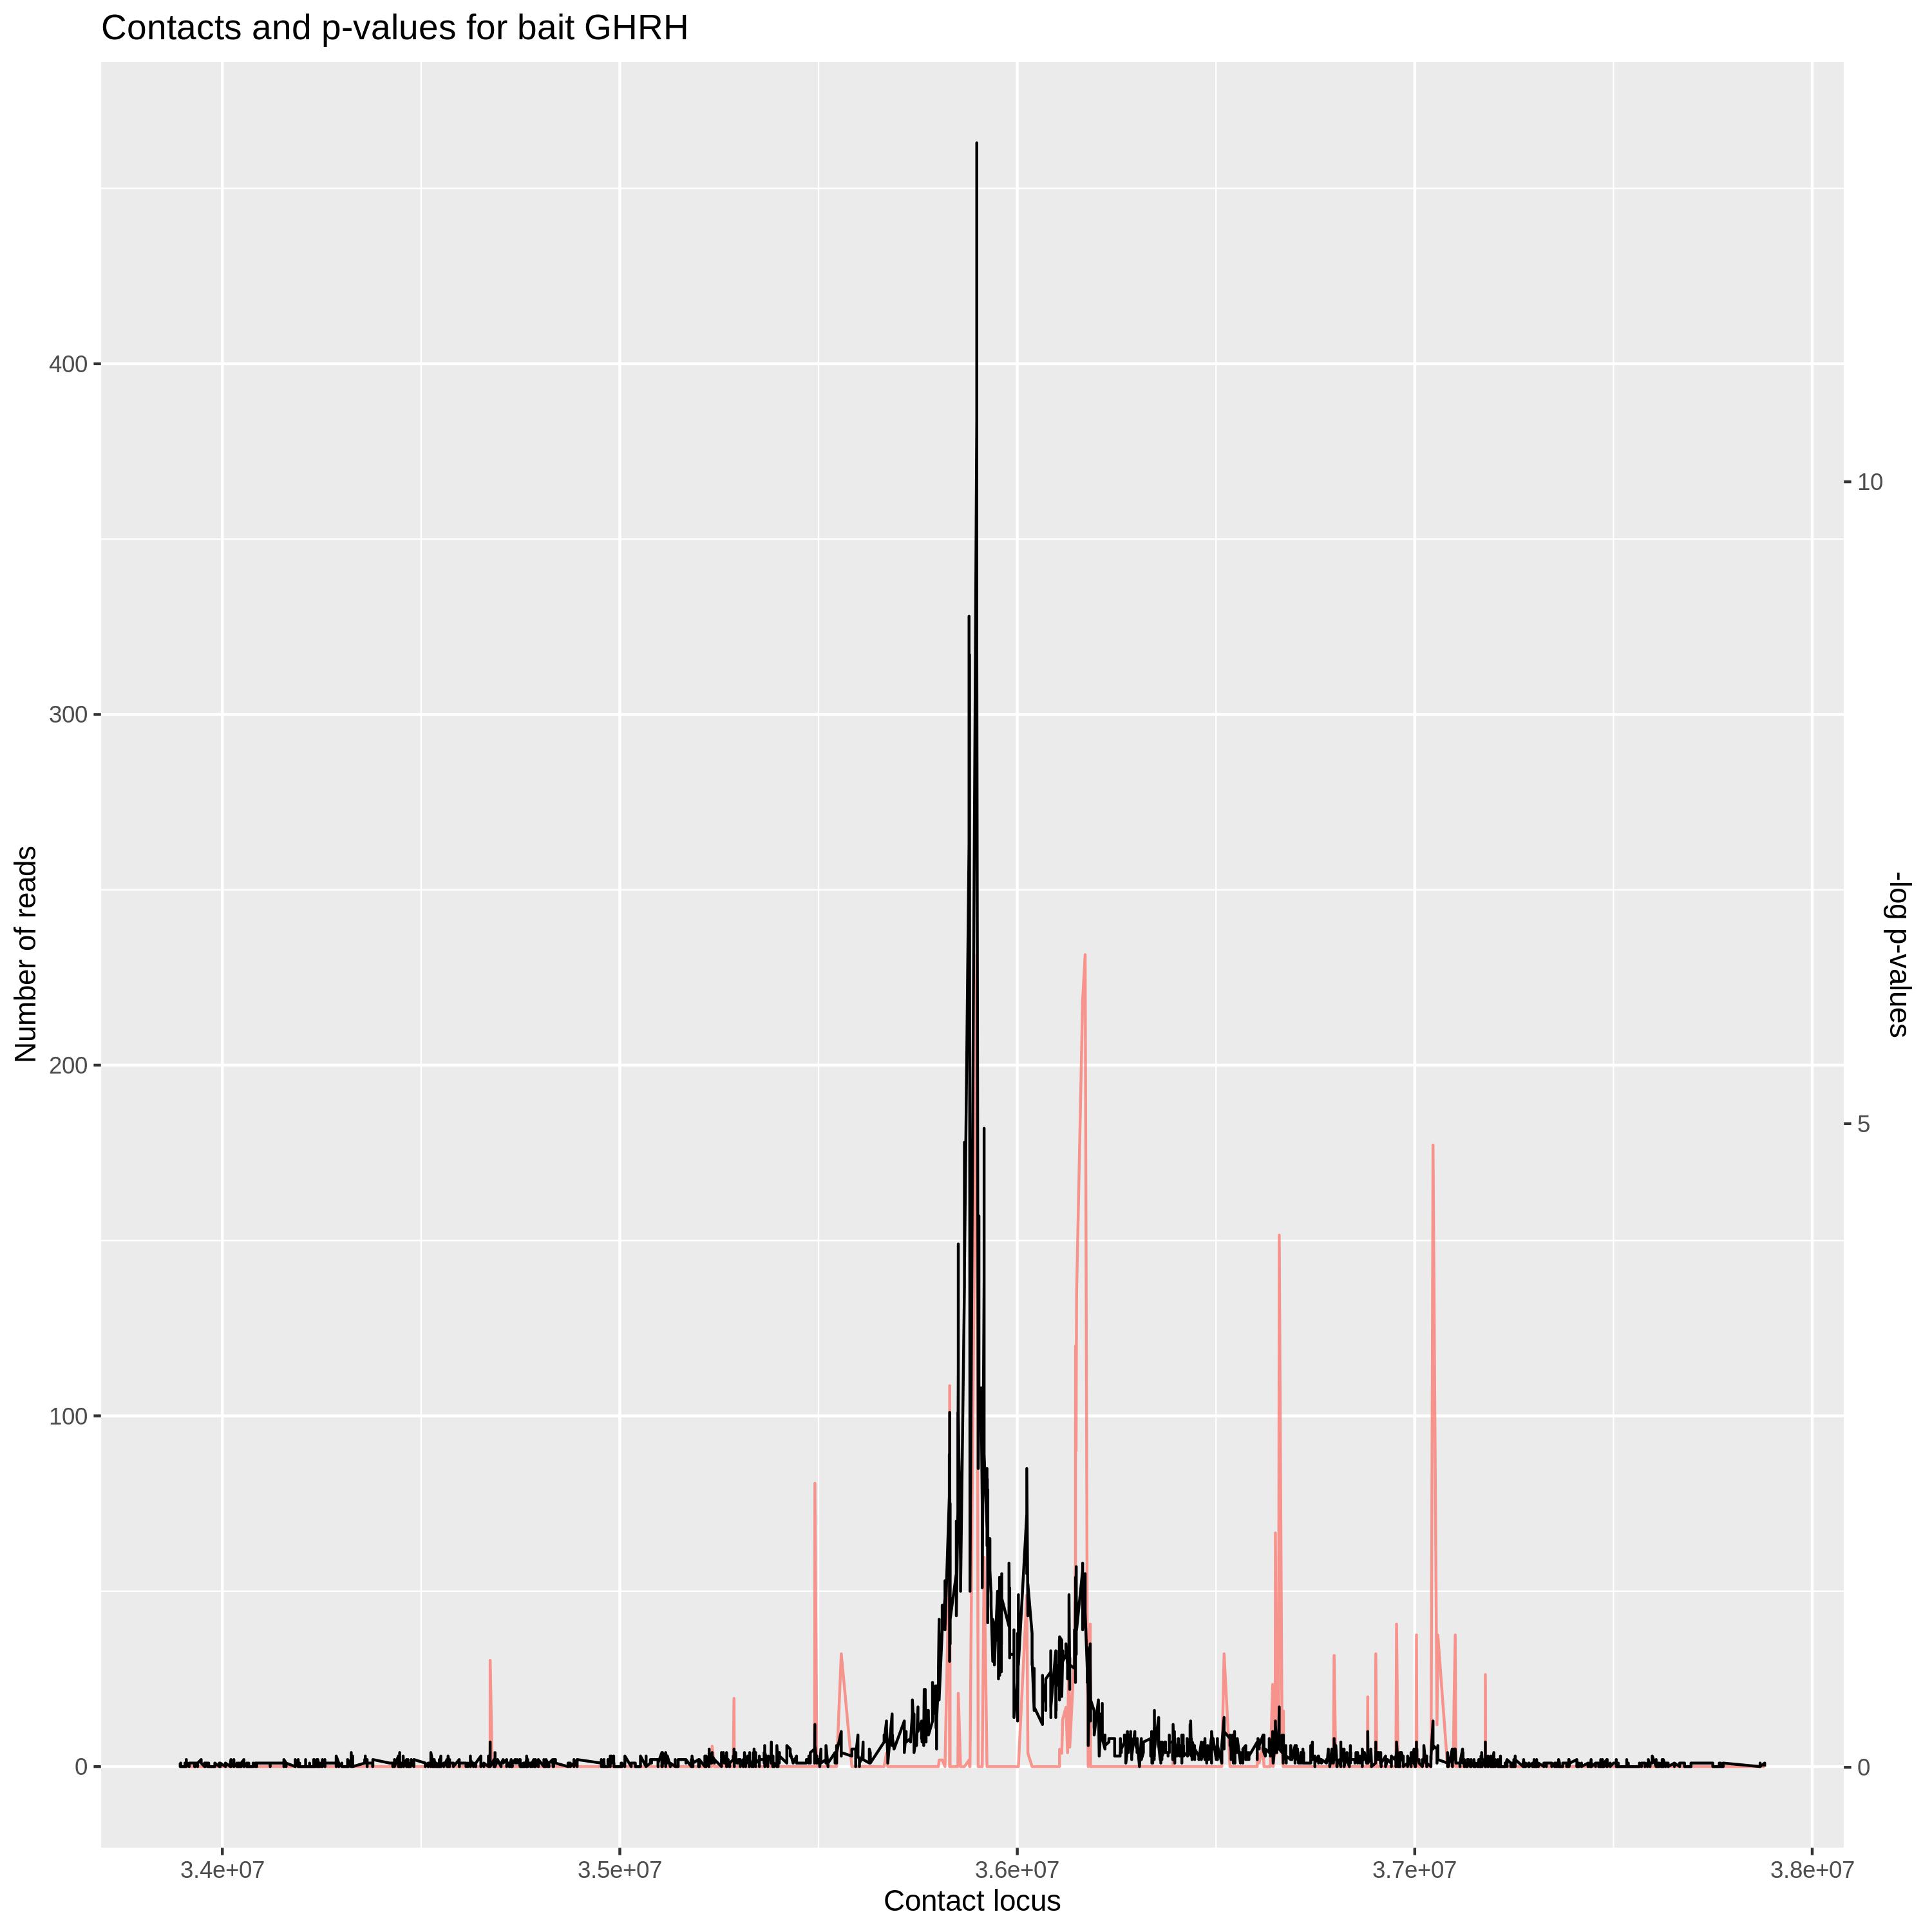 Contacts and p-values for bait GHRH
400
300
200
100
0
Number of reads
10
5
0
-log p-values
3.4e+07
3.5e+07
3.6e+07
3.7e+07
3.8e+07
Contact locus